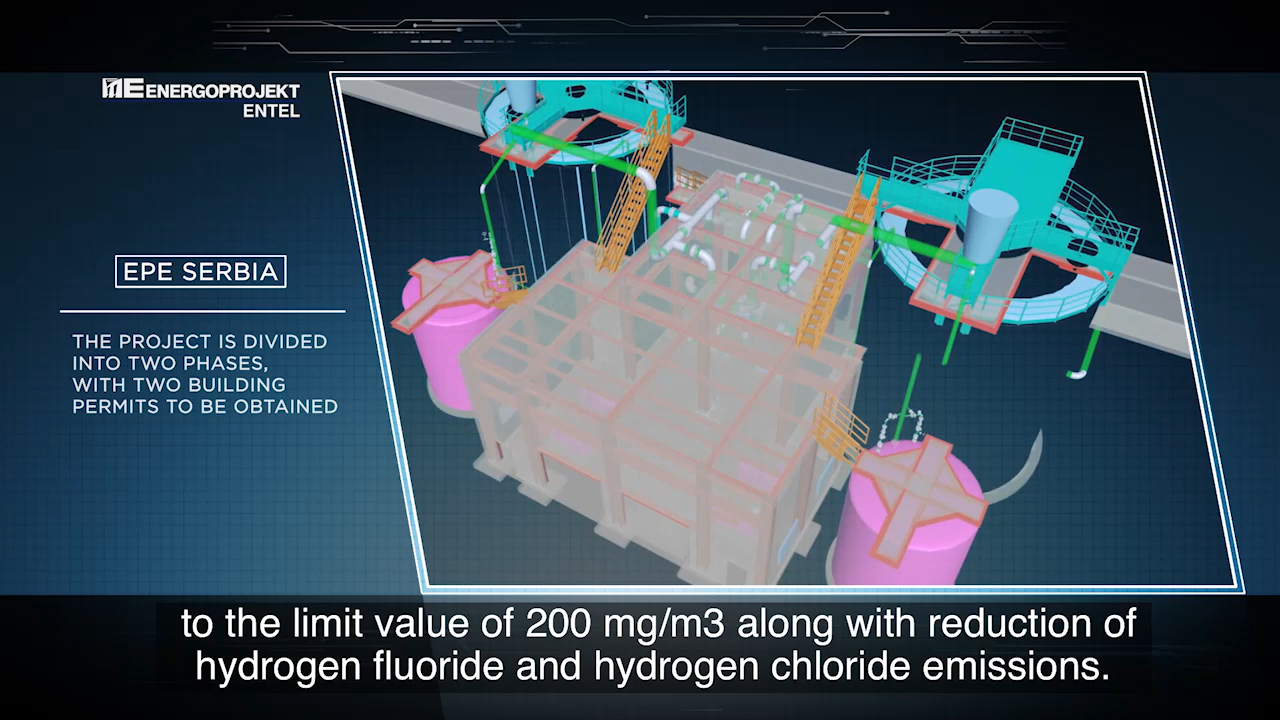 ENERGOPROJEKT
ENTEL
EPE SERBIA
THE PROJECT IS DIVIDED
INTO TWO PHASES,
WITH TWO BUILDING
PERMITS TO BE OBTAINED
to the limit value of 200 mg/m3 along with reduction of
hydrogen fluoride and hydrogen chloride emissions.